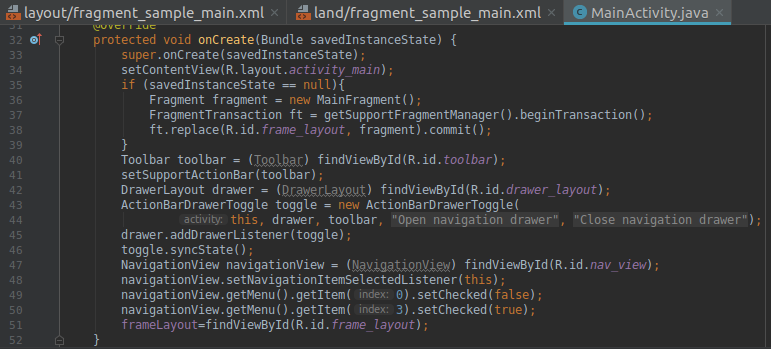 layout/fragment_sample_main.xml × land/fragment_sample_main.xml × C MainActivity.java ×
31 @Override
32 protected void onCreate(Bundle savedInstanceState) {
33 super.onCreate(savedInstanceState);
34 setContentView(R.layout.activity_main);
35 if (savedInstanceState == null){
36 Fragment fragment = new MainFragment();
37 FragmentTransaction ft = getSupportFragmentManager().beginTransaction();
38 ft.replace(R.id.frame_layout, fragment).commit();
39 }
40 Toolbar toolbar = (Toolbar) findViewById(R.id.toolbar);
41 setSupportActionBar(toolbar);
42 DrawerLayout drawer = (DrawerLayout) findViewById(R.id.drawer_layout);
43 ActionBarDrawerToggle toggle = new ActionBarDrawerToggle(
44 activity: this, drawer, toolbar, "Open navigation drawer", "Close navigation drawer");
45 drawer.addDrawerListener(toggle);
46 toggle.syncState();
47 NavigationView navigationView = (NavigationView) findViewById(R.id.nav_view);
48 navigationView.setNavigationItemSelectedListener(this);
49 navigationView.getMenu().getItem( index: 0).setChecked(false);
50 navigationView.getMenu().getItem( index: 3).setChecked(true);
51 frameLayout=findViewById(R.id.frame_layout);
52 }